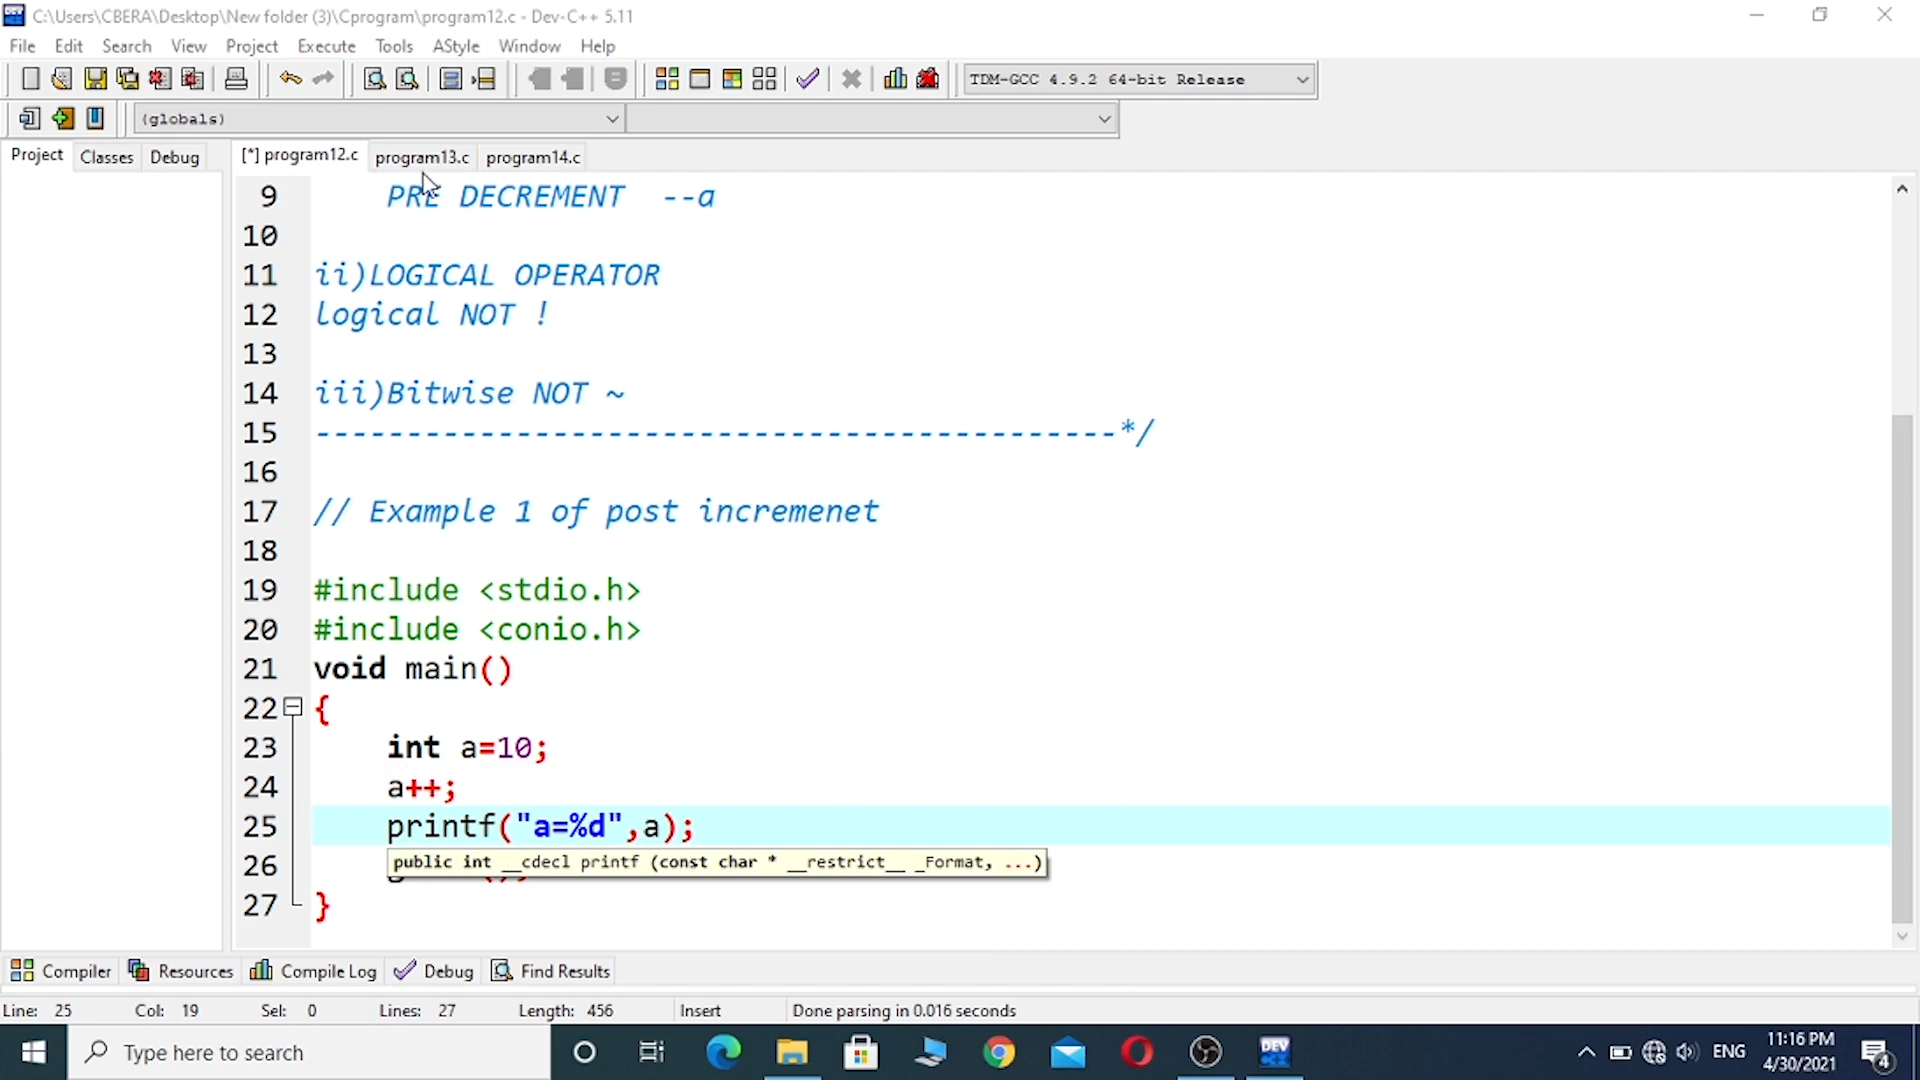 C:\Users\CBERA\Desktop\New folder (3)\Cprogram\program12.c - Dev-C++ 5.11
File Edit Search View Project Execute Tools AStyle Window Help
TDM-GCC 4.9.2 64-bit Release
(globals)
Project Classes Debug [*] program12.c program13.c program14.c
9 PRE DECREMENT --a
10
11 ii)LOGICAL OPERATOR
12 logical NOT !
13
14 iii)Bitwise NOT ~
15 --------------------------------------------*/
16
17 // Example 1 of post incremenet
18
19 #include <stdio.h>
20 #include <conio.h>
21 void main()
22 {
23 int a=10;
24 a++;
25 printf("a=%d",a);
public int __cdecl printf (const char * __restrict__ _Format, ...)
26
27 }
Compiler Resources Compile Log Debug Find Results
Line: 25 Col: 19 Sel: 0 Lines: 27 Length: 456 Insert Done parsing in 0.016 seconds
Type here to search
DEV
ENG
11:16 PM
4/30/2021
4